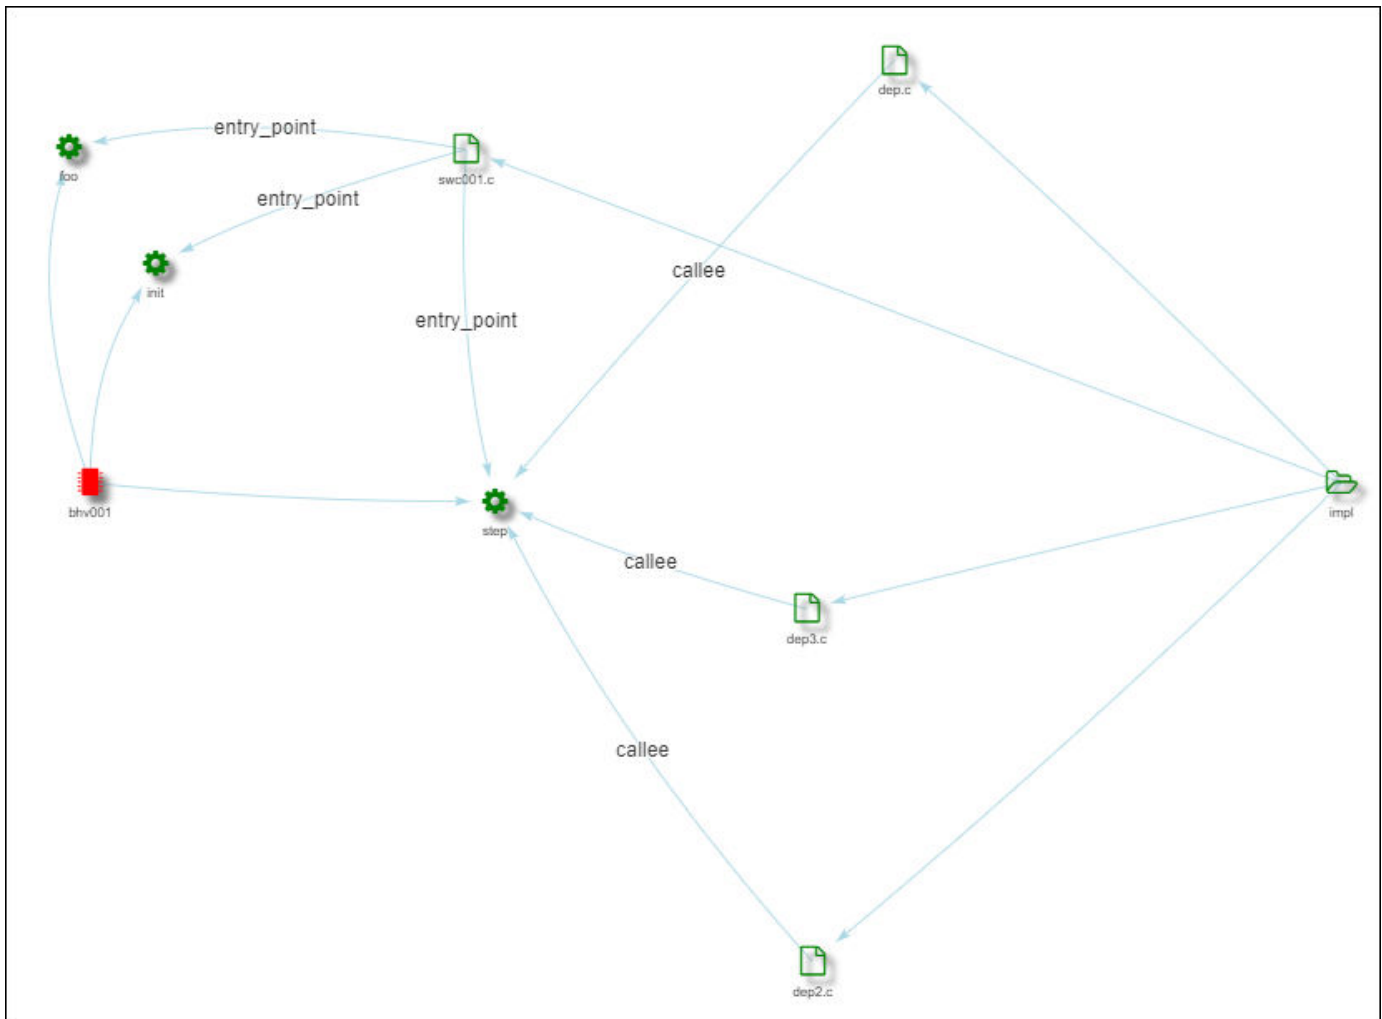 dep.c
entry_point
foo
swc001.c
entry_point
callee
init
entry_point
bhv001
impl
step
callee
dep3.c
callee
dep2.c